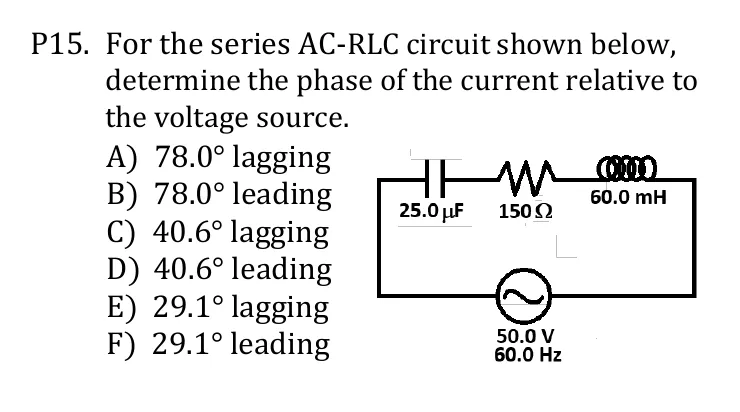 P15. For the series AC-RLC circuit shown below,
determine the phase of the current relative to
the voltage source.
A) 78.0° lagging
B) 78.0° leading
C) 40.6° lagging
D) 40.6° leading
E) 29.1° lagging
F) 29.1° leading
25.0 µF 150 Ω 60.0 mH
50.0 V
60.0 Hz